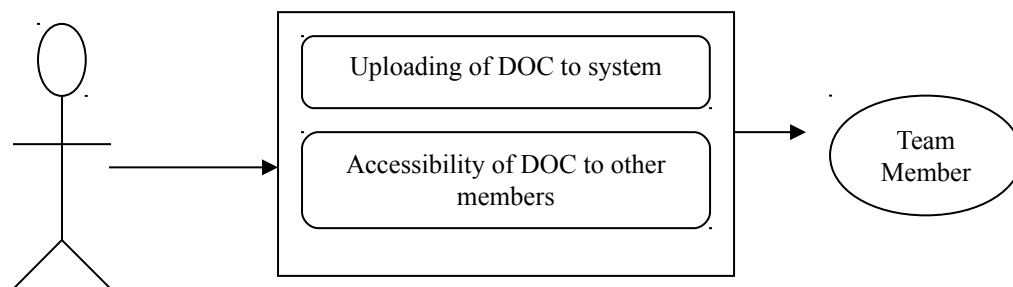 Uploading of DOC to system
Accessibility of DOC to other
members
Team
Member